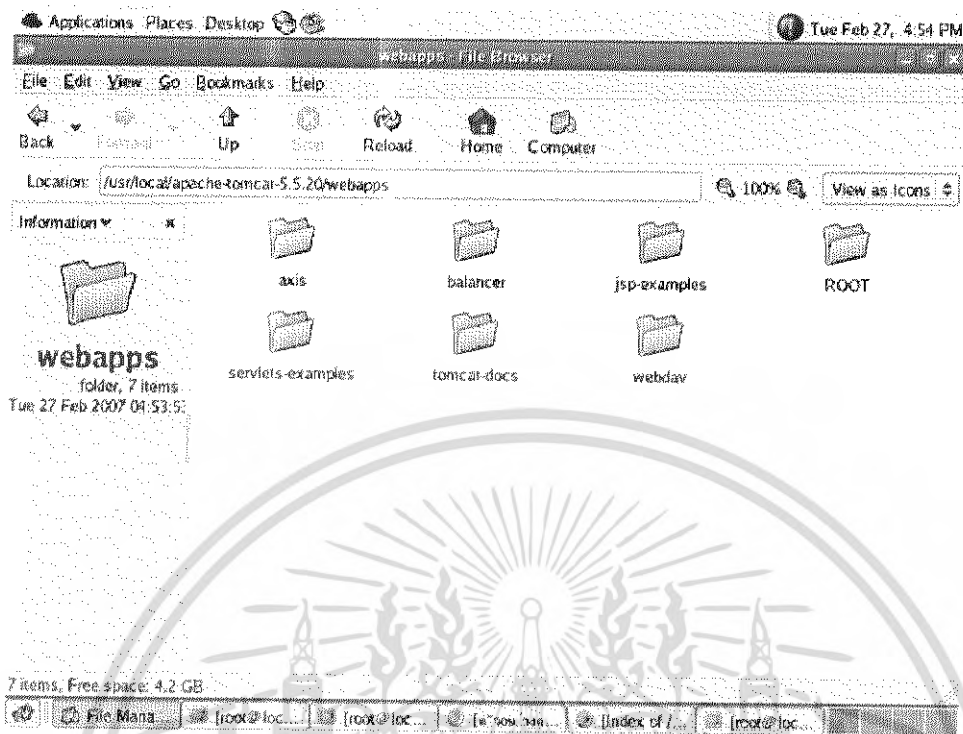 Applications Places Desktop Tue Feb 27, 4:54 PM
webapps - File Browser
File Edit View Go Bookmarks Help
Back Forward Up Stop Reload Home Computer
Location: /usr/local/apache-tomcat-5.5.20/webapps 100% View as Icons
Information
axis balancer jsp-examples ROOT
webapps
servlets-examples tomcat-docs webdav
folder, 7 items
Tue 27 Feb 2007 04:53:5
7 items, Free space: 4.2 GB
File Mana... [root@loc... [root@loc... [Index of /... [root@loc...